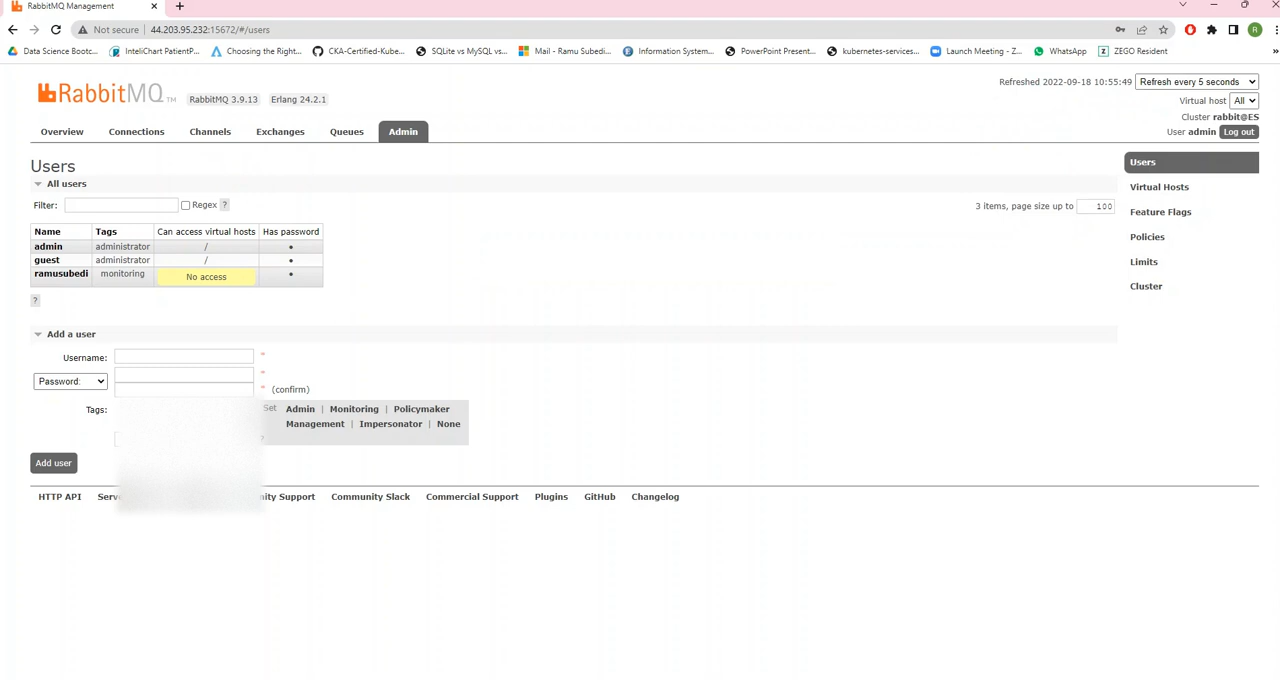 RabbitMQ Management
Not secure 44.203.95.232:15672/#/users
R
Data Science Bootc... InteliChart PatientP... Choosing the Right... CKA-Certified-Kube... SQLite vs MySQL vs... Mail - Ramu Subedi... Information System... PowerPoint Present... kubernetes-services... Launch Meeting - Z... WhatsApp Z ZEGO Resident »
Refreshed 2022-09-18 10:55:49 Refresh every 5 seconds
RabbitMQ TM RabbitMQ 3.9.13 Erlang 24.2.1
Virtual host All
Cluster rabbit@ES
User admin Log out
Overview Connections Channels Exchanges Queues Admin
Users
Users
All users
Virtual Hosts
Filter: Regex ?
3 items, page size up to 100
Feature Flags
Name Tags Can access virtual hosts Has password
Policies
admin administrator / •
guest administrator / •
Limits
ramusubedi monitoring No access •
Cluster
?
Add a user
Username: *
Password: *
* (confirm)
Tags: Set Admin | Monitoring | Policymaker
Management | Impersonator | None
?
Add user
HTTP API Serve nity Support Community Slack Commercial Support Plugins GitHub Changelog